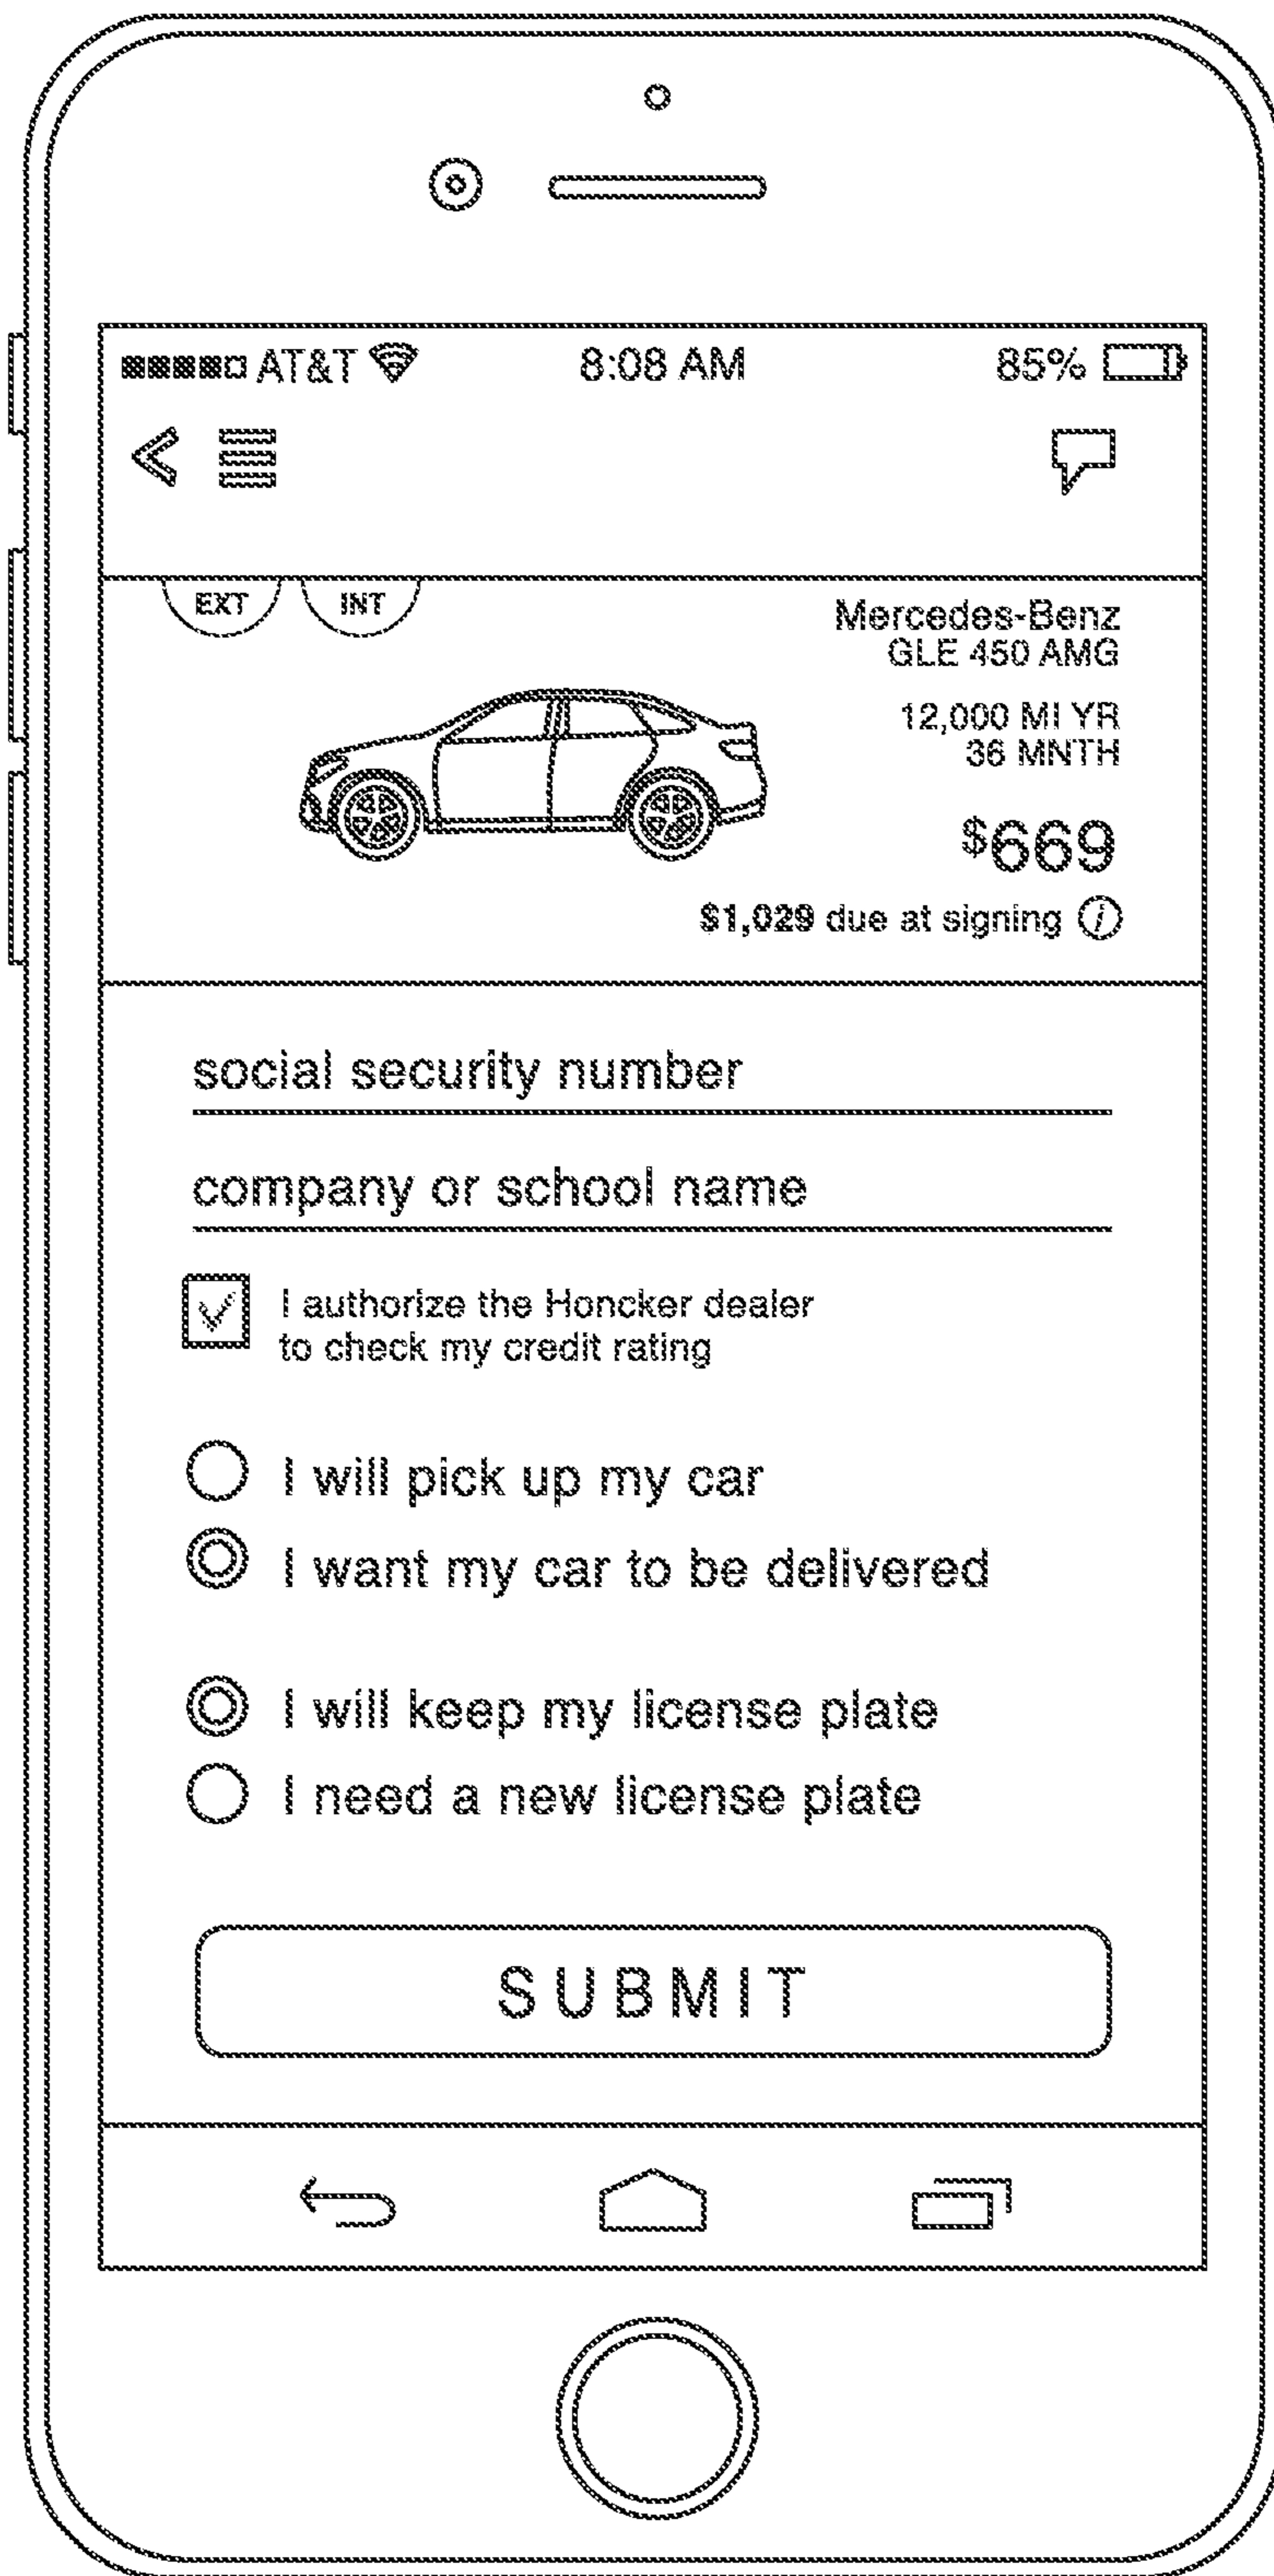 AT&T 8:08 AM 85%
EXT INT
Mercedes-Benz
GLE 450 AMG
12,000 MI YR
36 MNTH
$669
$1,029 due at signing i
social security number
company or school name
I authorize the Honcker dealer
to check my credit rating
I will pick up my car
I want my car to be delivered
I will keep my license plate
I need a new license plate
SUBMIT